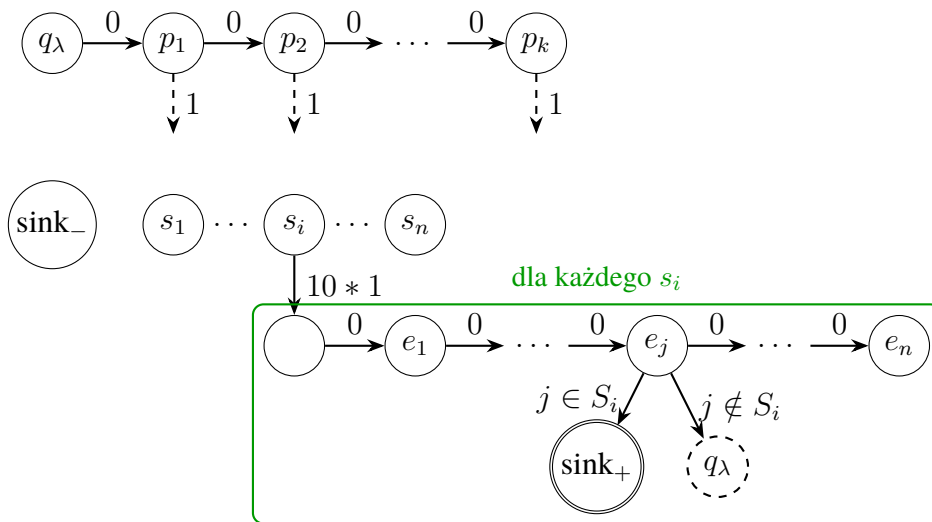 0 0 0 0
q_λ p_1 p_2 ⋯ p_k
1 1 1
sink_− s_1 ⋯ s_i ⋯ s_n
dla każdego s_i
10 ∗ 1
0 0 0 0 0
e_1 ⋯ e_j ⋯ e_n
j ∈ S_i j ∉ S_i
sink_+ q_λ